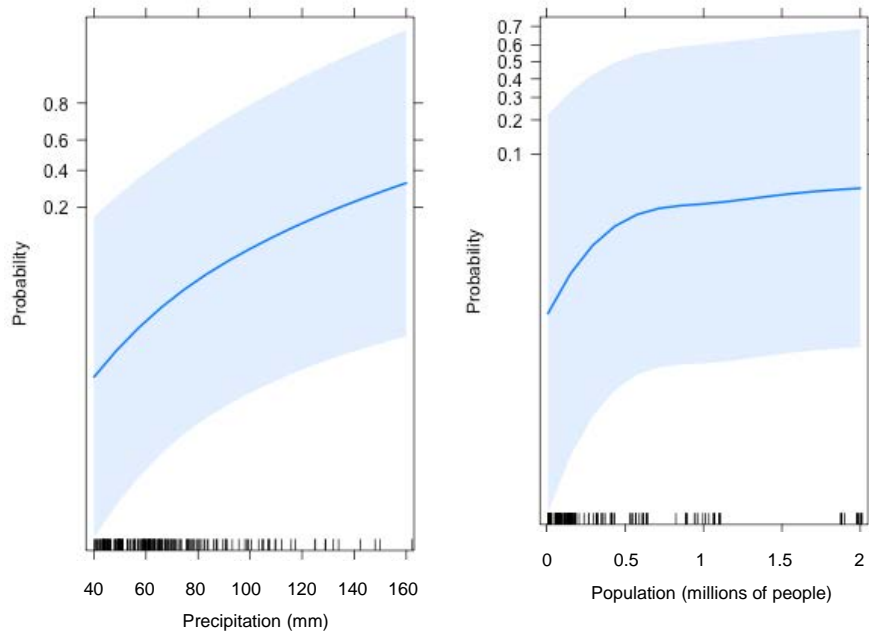 Probability
0.8
0.6
0.4
0.2
40 60 80 100 120 140 160
Precipitation (mm)
Probability
0.7
0.6
0.5
0.4
0.3
0.2
0.1
0 0.5 1 1.5 2
Population (millions of people)